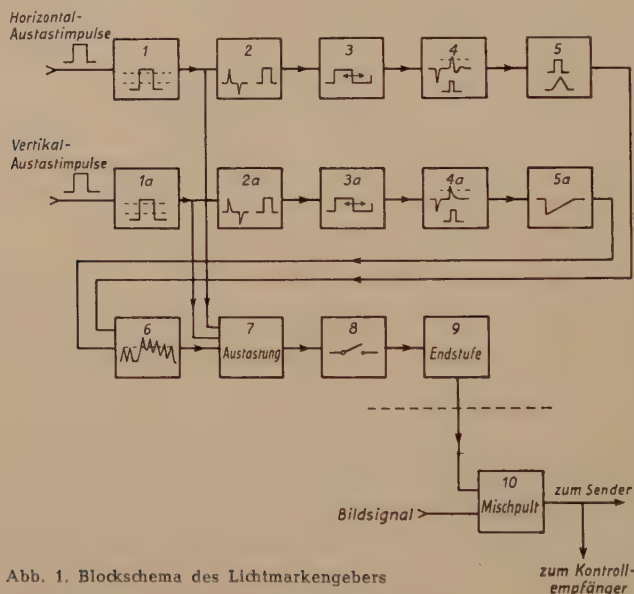 Horizontal-
Austastimpulse
1
2
3
4
5
Vertikal-
Austastimpulse
1a
2a
3a
4a
5a
6
7
Austastung
8
9
Endstufe
10
Mischpult
zum Sender
Bildsignal
zum Kontroll-
empfänger
Abb. 1. Blockschema des Lichtmarkengebers